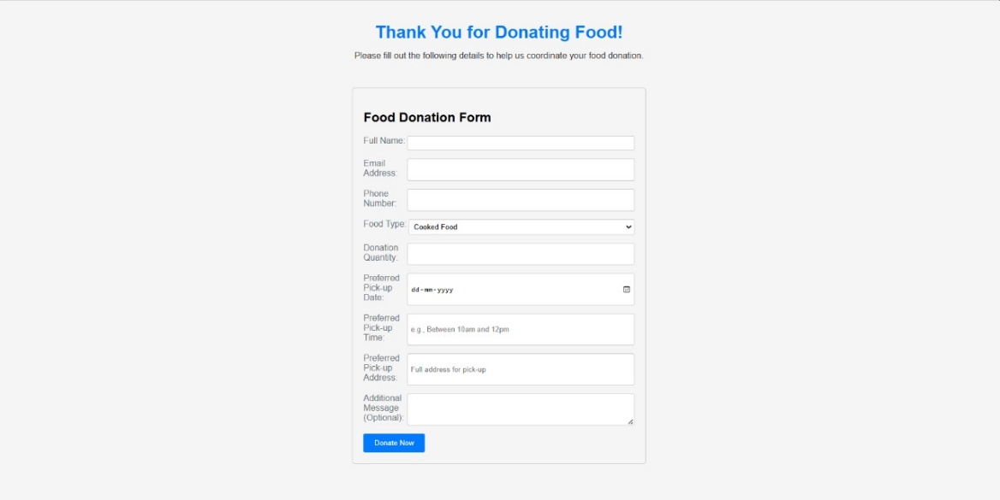 Thank You for Donating Food!
Please fill out the following details to help us coordinate your food donation.
Food Donation Form
Full Name:
Email
Address:
Phone
Number:
Food Type: Cooked Food
Donation
Quantity:
Preferred
Pick-up
Date:
dd-mm-yyyy
Preferred
Pick-up
Time:
e.g., Between 10am and 12pm
Preferred
Pick-up
Address:
Full address for pick-up
Additional
Message
(Optional):
Donate Now